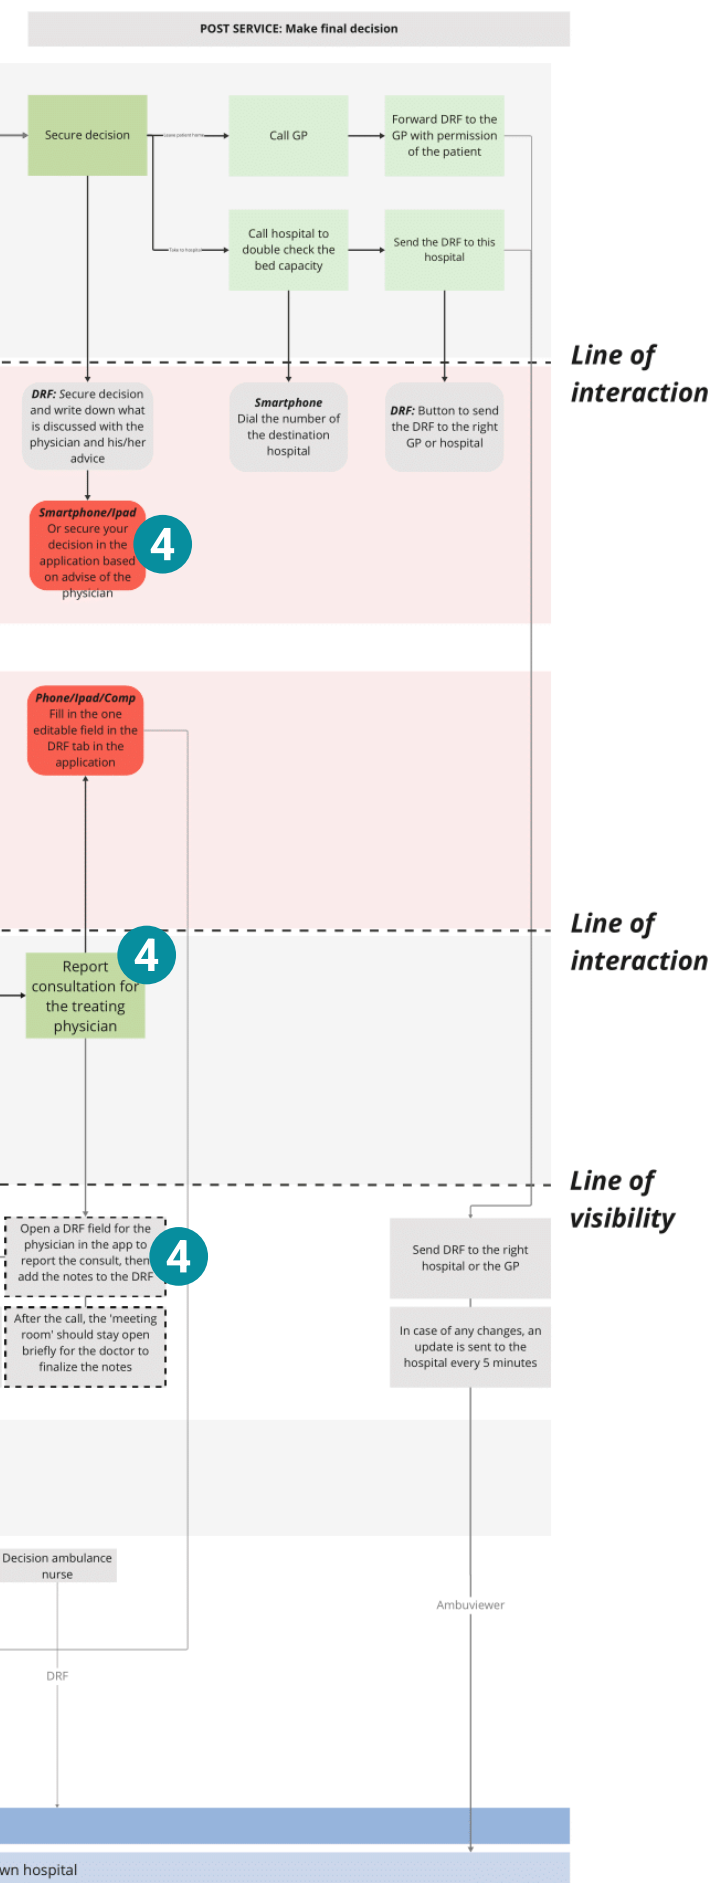 POST SERVICE: Make final decision
Secure decision
Leave patient home
Call GP
Forward DRF to the
GP with permission
of the patient
Take to hospital
Call hospital to
double check the
bed capacity
Send the DRF to this
hospital
Line of
interaction
DRF: Secure decision
and write down what
is discussed with the
physician and his/her
advice
Smartphone
Dial the number of
the destination
hospital
DRF: Button to send
the DRF to the right
GP or hospital
Smartphone/Ipad
Or secure your
decision in the
application based
on advise of the
physician
4
Phone/Ipad/Comp
Fill in the one
editable field in the
DRF tab in the
application
Line of
interaction
4
Report
consultation for
the treating
physician
Line of
visibility
Open a DRF field for the
physician in the app to
report the consult, then
add the notes to the DRF
4
Send DRF to the right
hospital or the GP
After the call, the 'meeting
room' should stay open
briefly for the doctor to
finalize the notes
In case of any changes, an
update is sent to the
hospital every 5 minutes
Decision ambulance
nurse
Ambuviewer
DRF
wn hospital